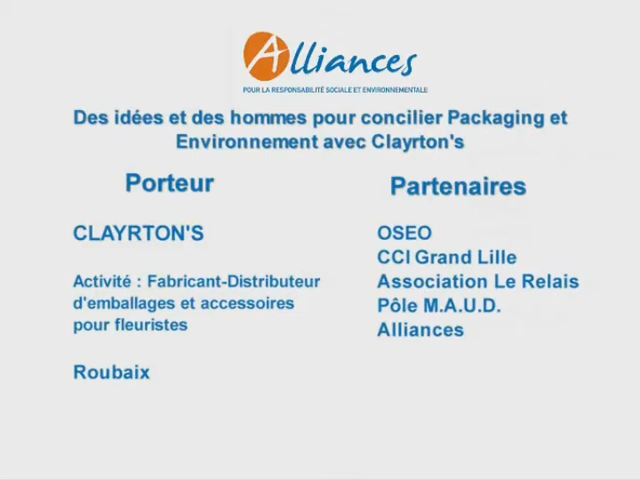 Alliances
POUR LA RESPONSABILITÉ SOCIALE ET ENVIRONNEMENTALE
Des idées et des hommes pour concilier Packaging et
Environnement avec Clayrton's
Porteur
CLAYRTON'S
Activité : Fabricant-Distributeur
d'emballages et accessoires
pour fleuristes
Roubaix
Partenaires
OSEO
CCI Grand Lille
Association Le Relais
Pôle M.A.U.D.
Alliances